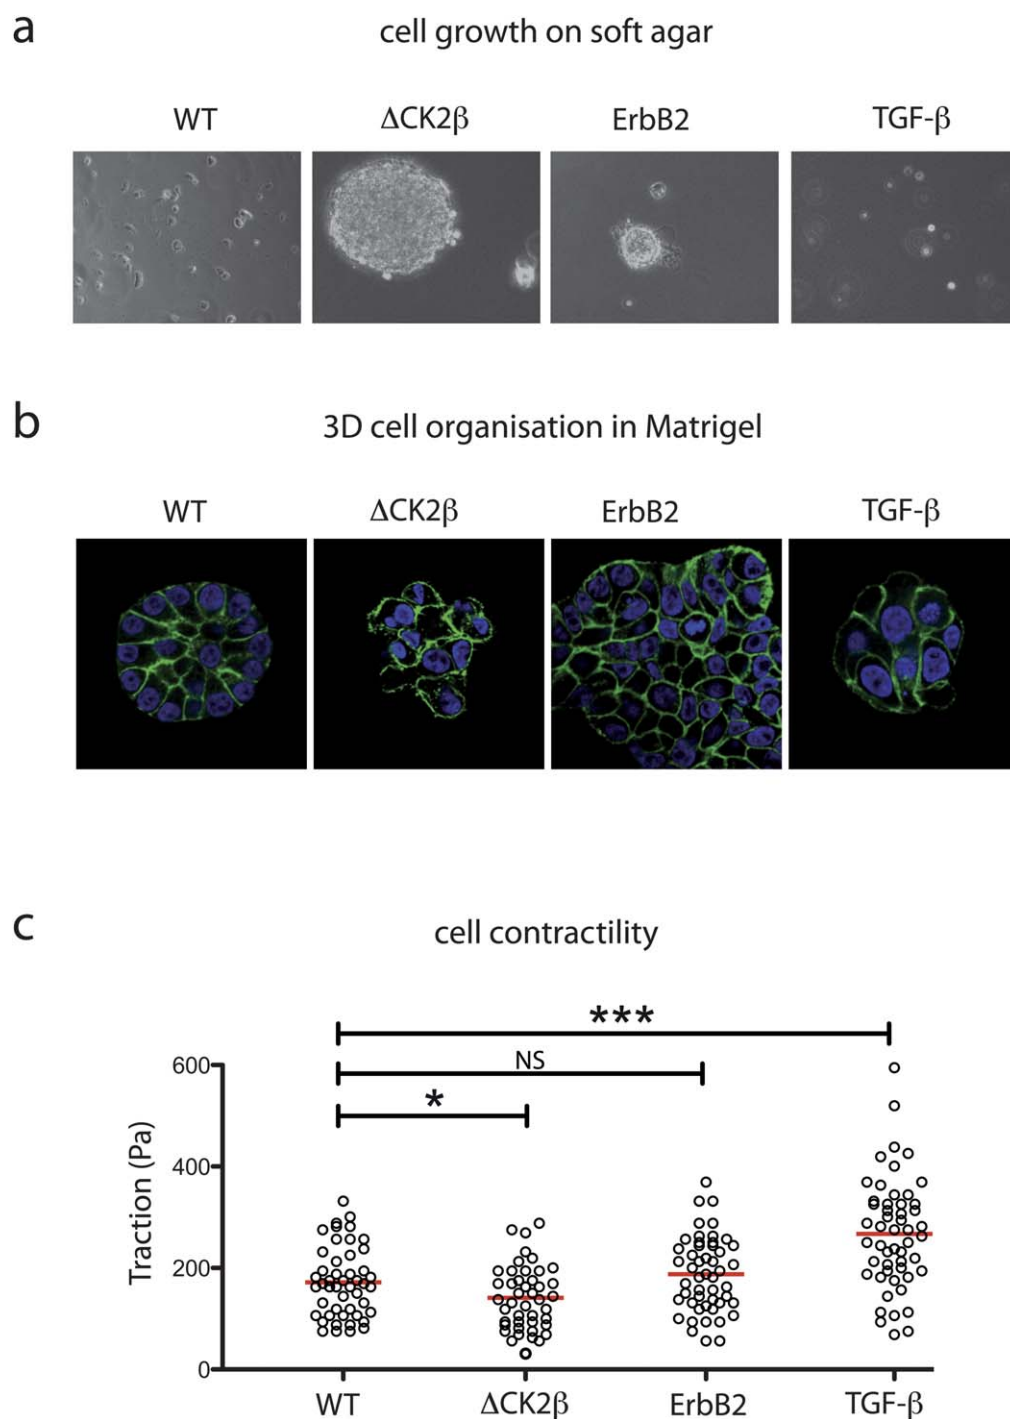 a
cell growth on soft agar
WT ΔCK2β ErbB2 TGF-β
b
3D cell organisation in Matrigel
WT ΔCK2β ErbB2 TGF-β
c
cell contractility
***
NS
*
600
400
200
0
Traction (Pa)
WT ΔCK2β ErbB2 TGF-β